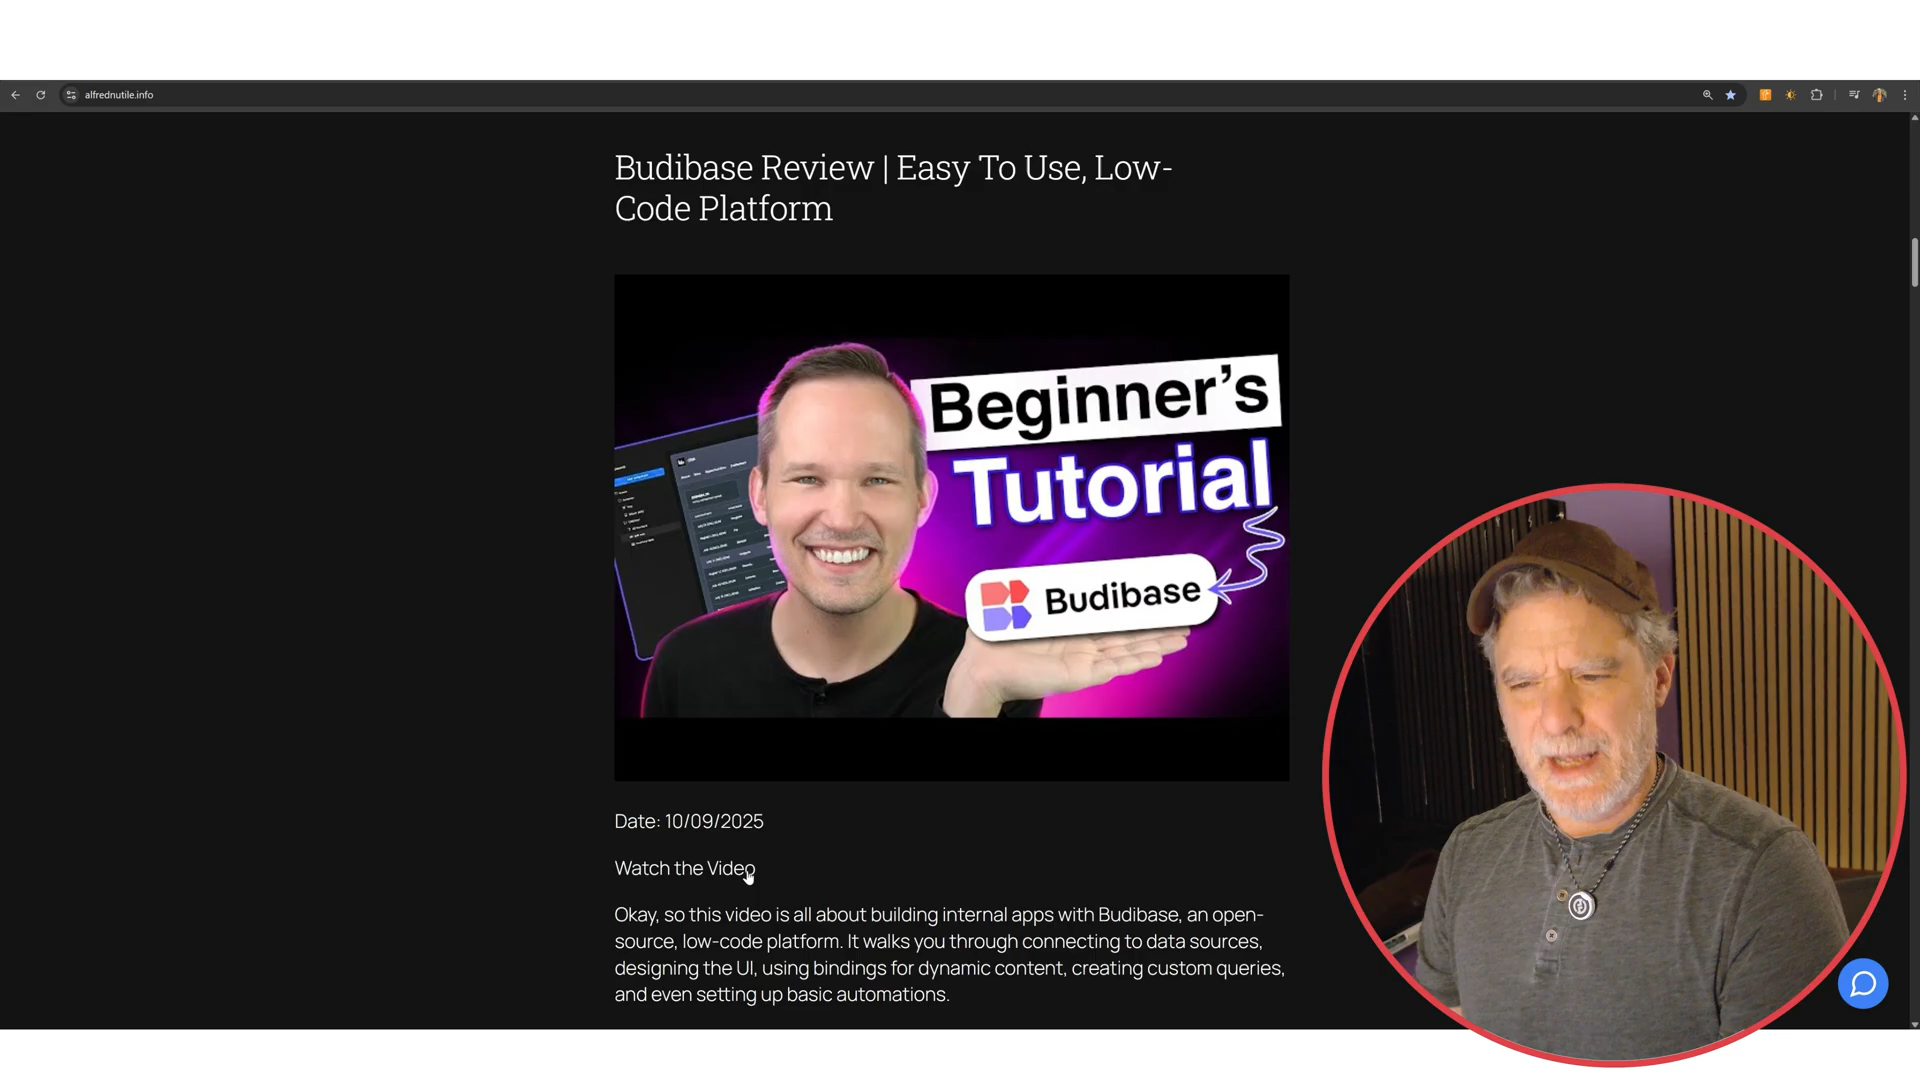 alfrednutile.info
Budibase Review | Easy To Use, Low-
Code Platform
Beginner's
Tutorial
Budibase
Date: 10/09/2025
Watch the Video
Okay, so this video is all about building internal apps with Budibase, an open-
source, low-code platform. It walks you through connecting to data sources,
designing the UI, using bindings for dynamic content, creating custom queries,
and even setting up basic automations.